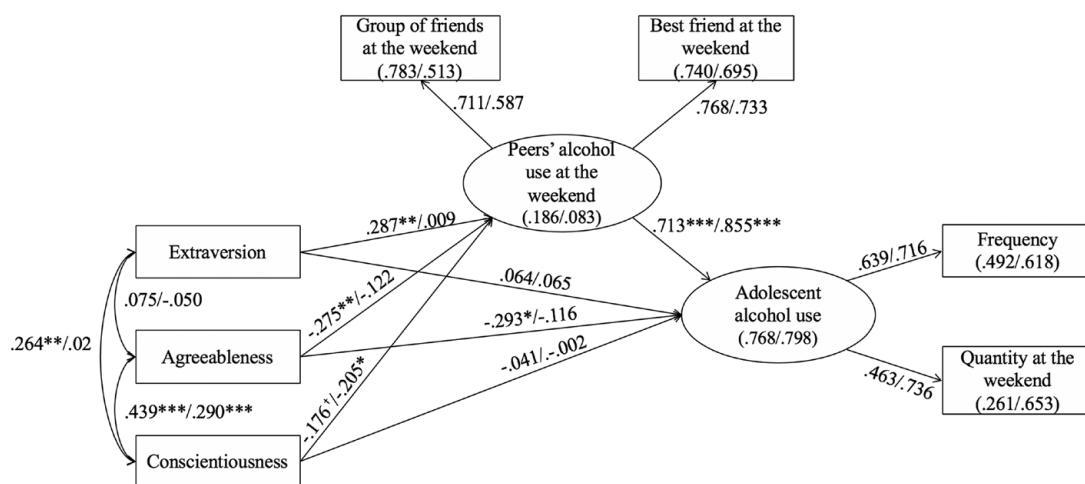 Group of friends
at the weekend
(.783/.513)
Best friend at the
weekend
(.740/.695)
.711/.587
.768/.733
Peers’ alcohol
use at the
weekend
(.186/.083)
.287**/.009
.713***/.855***
Extraversion
.064/.065
.639/.716
Frequency
(.492/.618)
.075/-.050
-.275**/-.122
-.293*/-.116
Adolescent
alcohol use
(.768/.798)
.264**/.02
Agreeableness
-.041/-.002
.463/.736
Quantity at the
weekend
(.261/.653)
.439***/.290***
-.176†/-.205*
Conscientiousness